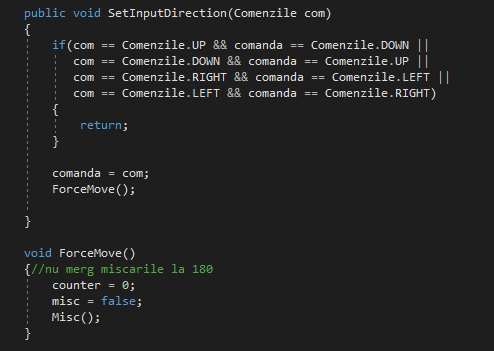 public void SetInputDirection(Comenzile com)
{
    if(com == Comenzile.UP && comanda == Comenzile.DOWN ||
       com == Comenzile.DOWN && comanda == Comenzile.UP ||
       com == Comenzile.RIGHT && comanda == Comenzile.LEFT ||
       com == Comenzile.LEFT && comanda == Comenzile.RIGHT)
    {
        return;
    }
    comanda = com;
    ForceMove();
}
void ForceMove()
{//nu merg miscarile la 180
    counter = 0;
    misc = false;
    Misc();
}